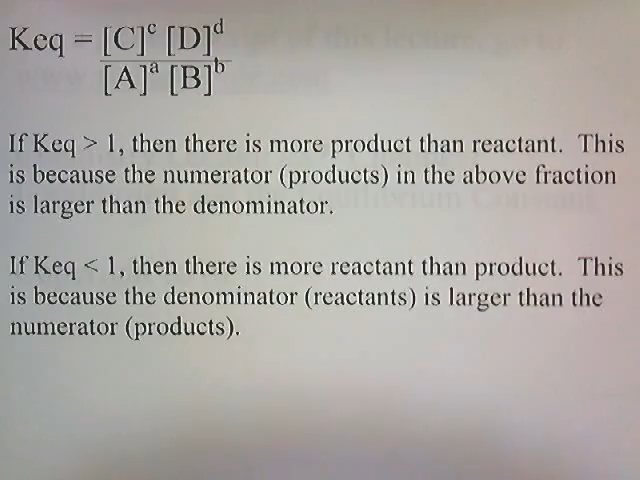 Keq = [C]ᶜ [D]ᵈ
[A]ᵃ [B]ᵇ
If Keq > 1, then there is more product than reactant. This
is because the numerator (products) in the above fraction
is larger than the denominator.
If Keq < 1, then there is more reactant than product. This
is because the denominator (reactants) is larger than the
numerator (products).